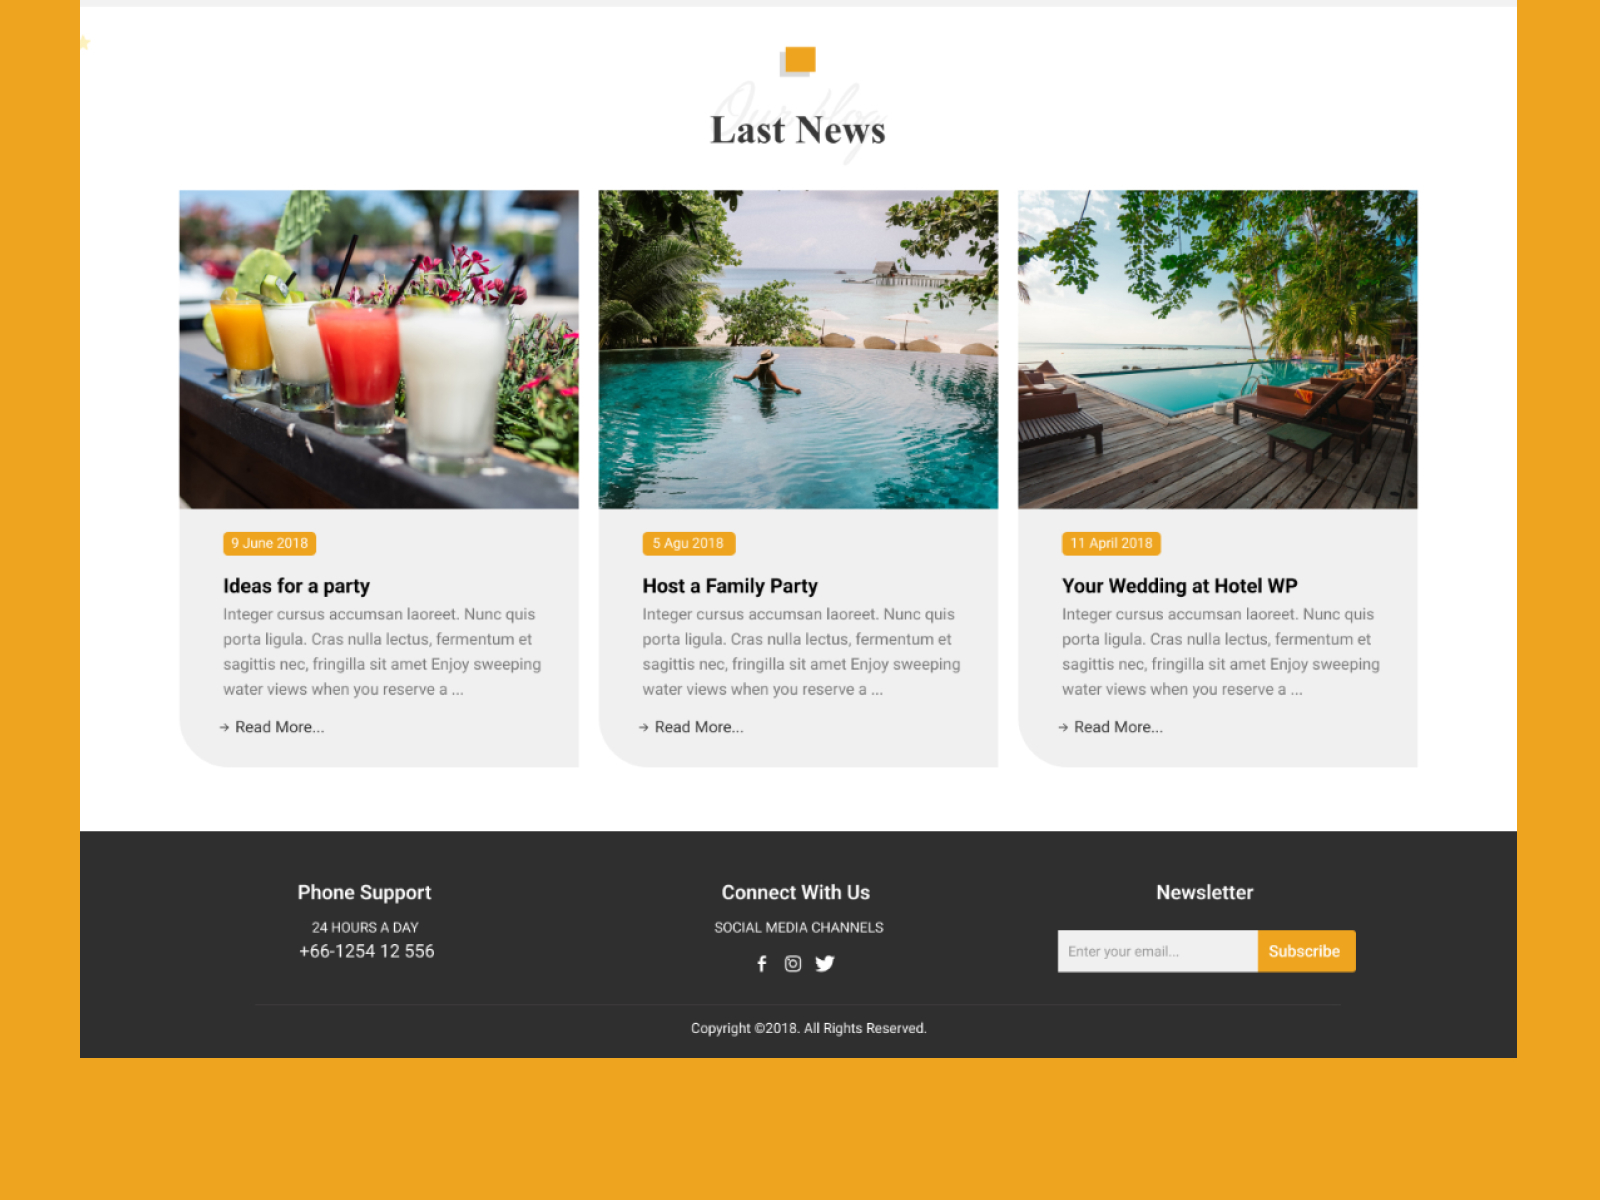 Our blog
Last News
9 June 2018
Ideas for a party
Integer cursus accumsan laoreet. Nunc quis
porta ligula. Cras nulla lectus, fermentum et
sagittis nec, fringilla sit amet Enjoy sweeping
water views when you reserve a ...
Read More...
5 Agu 2018
Host a Family Party
Integer cursus accumsan laoreet. Nunc quis
porta ligula. Cras nulla lectus, fermentum et
sagittis nec, fringilla sit amet Enjoy sweeping
water views when you reserve a ...
Read More...
11 April 2018
Your Wedding at Hotel WP
Integer cursus accumsan laoreet. Nunc quis
porta ligula. Cras nulla lectus, fermentum et
sagittis nec, fringilla sit amet Enjoy sweeping
water views when you reserve a ...
Read More...
Phone Support
24 HOURS A DAY
+66-1254 12 556
Connect With Us
SOCIAL MEDIA CHANNELS
Newsletter
Enter your email...
Subscribe
Copyright ©2018. All Rights Reserved.